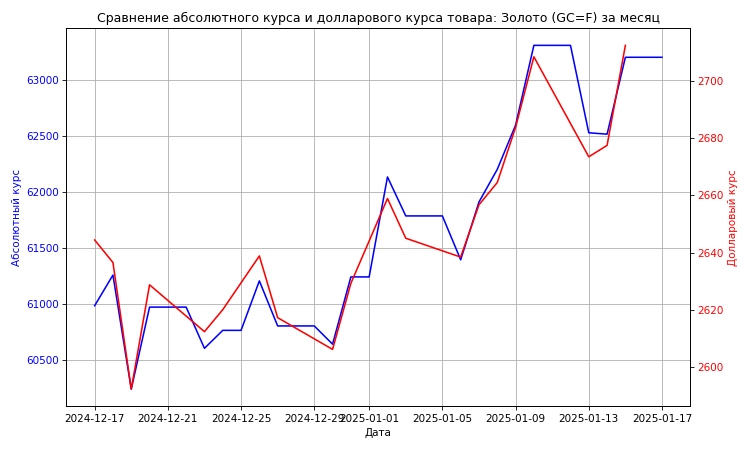 Сравнение абсолютного курса и долларового курса товара: Золото (GC=F) за месяц
Абсолютный курс
63000
62500
62000
61500
61000
60500
2700
2680
2660
2640
2620
2600
Долларовый курс
2024-12-17 2024-12-21 2024-12-25 2024-12-29 2025-01-01 2025-01-05 2025-01-09 2025-01-13 2025-01-17
Дата